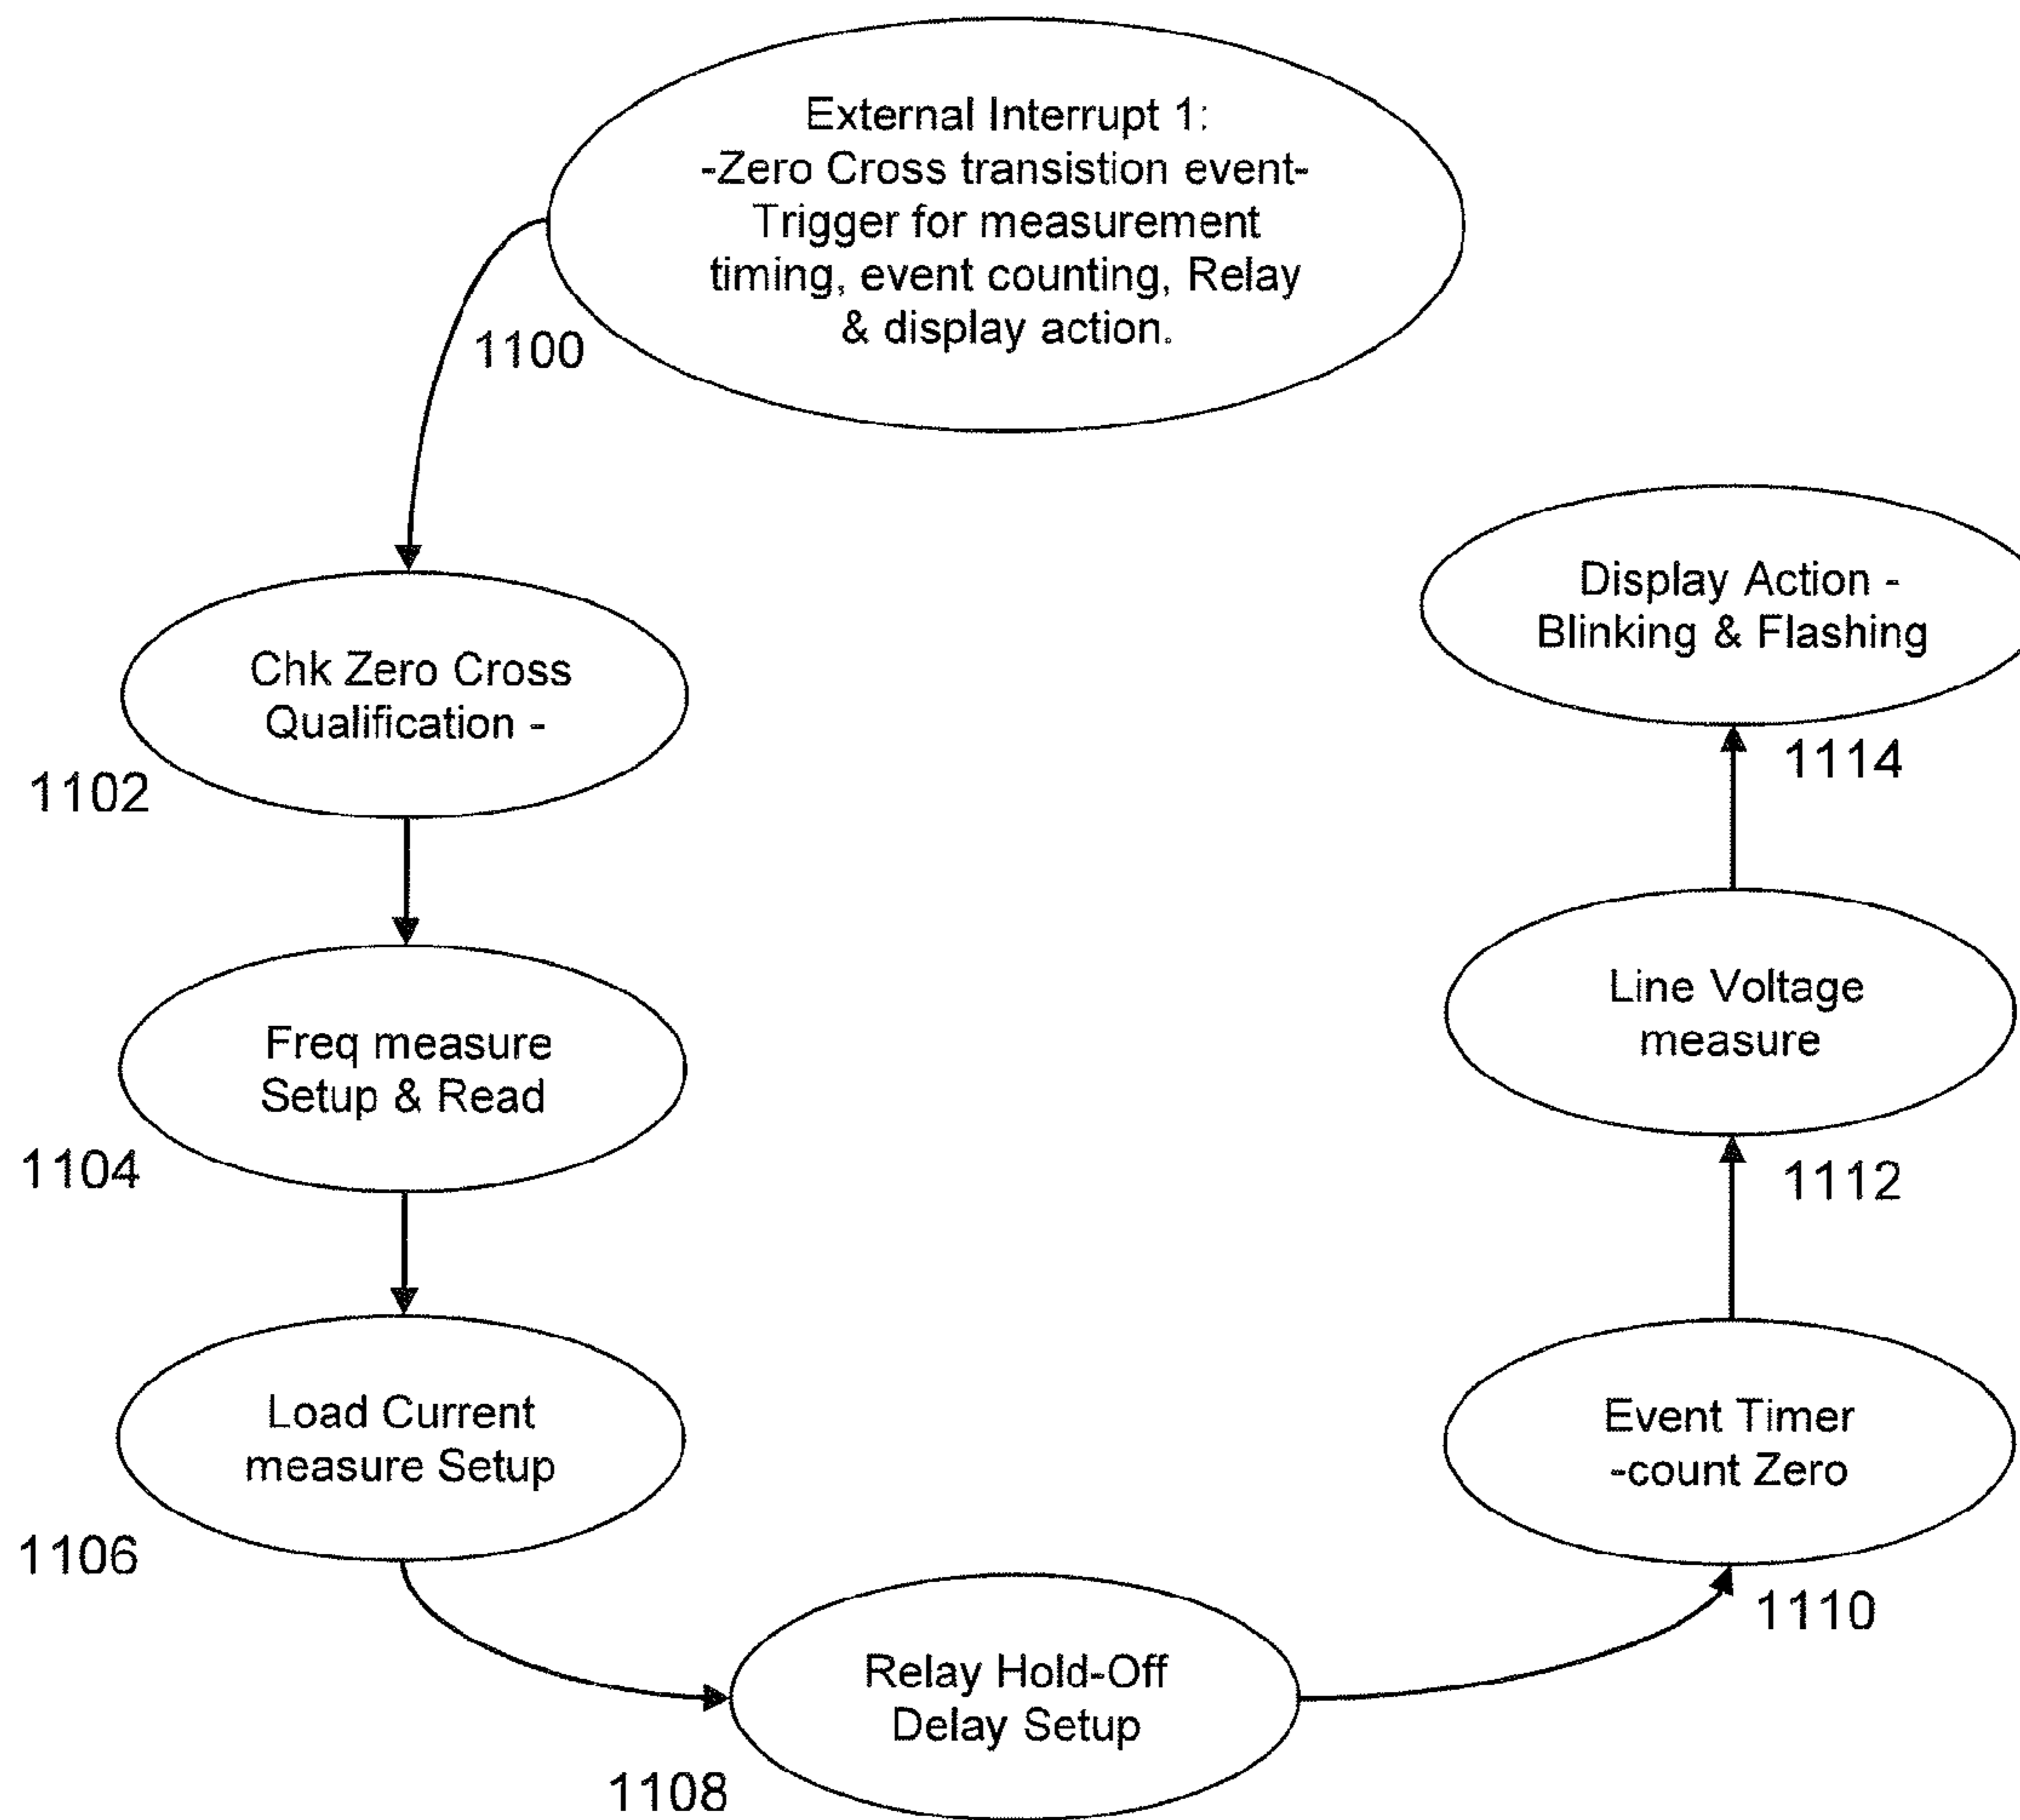 External Interrupt 1:
-Zero Cross transistion event-
Trigger for measurement
timing, event counting, Relay
& display action.
1100
Chk Zero Cross
Qualification -
1102
Freq measure
Setup & Read
1104
Load Current
measure Setup
1106
Relay Hold-Off
Delay Setup
1108
Event Timer
-count Zero
1110
Line Voltage
measure
1112
Display Action -
Blinking & Flashing
1114